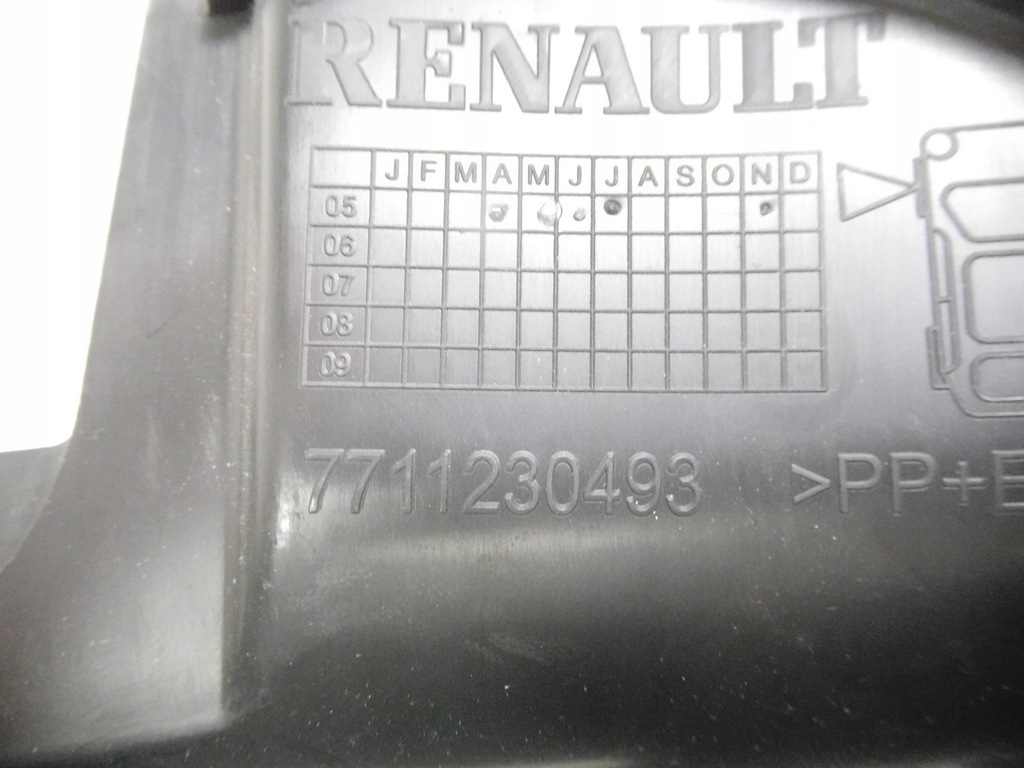 RENAULT
J F M A M J J A S O N D
05
06
07
08
09
7711230493 >PP+E